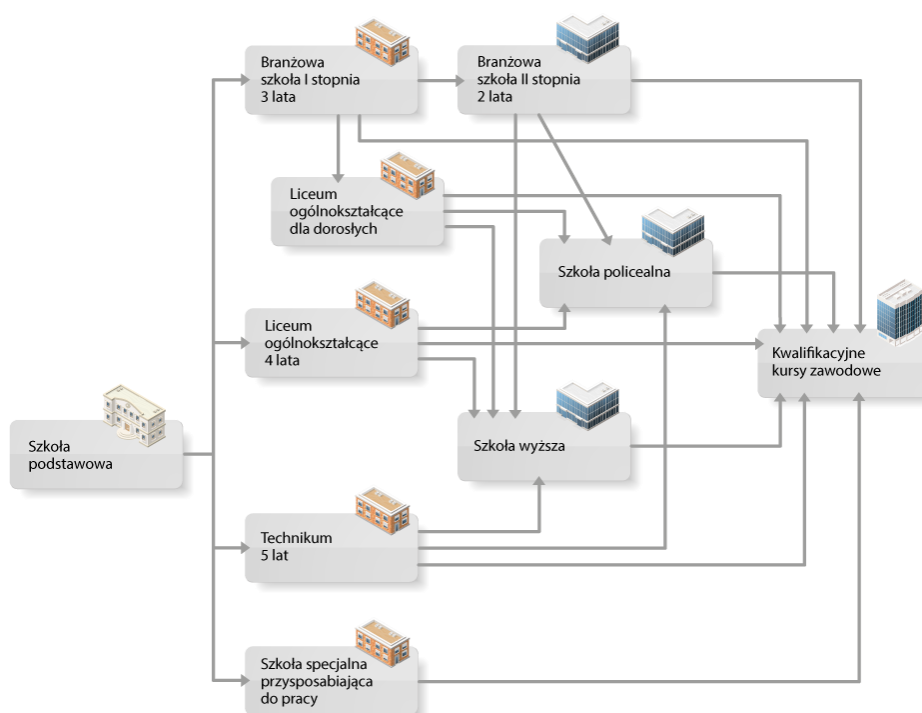 Branżowa
szkoła I stopnia
3 lata
Branżowa
szkoła II stopnia
2 lata
Liceum
ogólnokształcące
dla dorosłych
Szkoła policealna
Liceum
ogólnokształcące
4 lata
Kwalifikacyjne
kursy zawodowe
Szkoła
podstawowa
Szkoła wyższa
Technikum
5 lat
Szkoła specjalna
przysposabiająca
do pracy